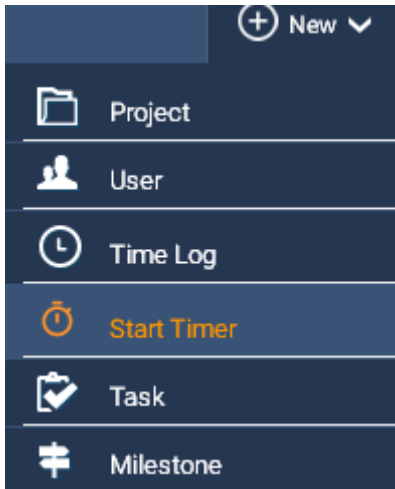 New
Project
User
Time Log
Start Timer
Task
Milestone